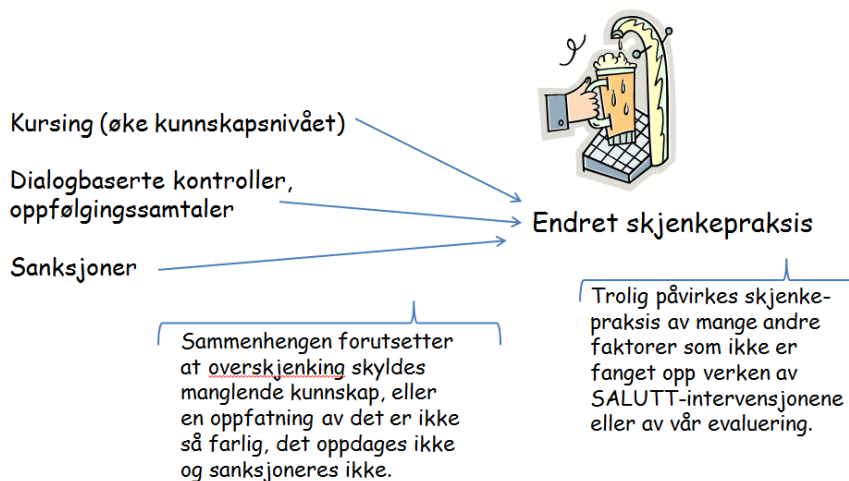 Kursing (øke kunnskapsnivået)
Dialogbaserte kontroller,
oppfølgingssamtaler
Sanksjoner
Endret skjenkepraksis
Sammenhengen forutsetter
at overskjenking skyldes
manglende kunnskap, eller
en oppfatning av det er ikke
så farlig, det oppdages ikke
og sanksjoneres ikke.
Trolig påvirkes skjenke-
praksis av mange andre
faktorer som ikke er
fanget opp verken av
SALUTT-intervensjonene
eller av vår evaluering.